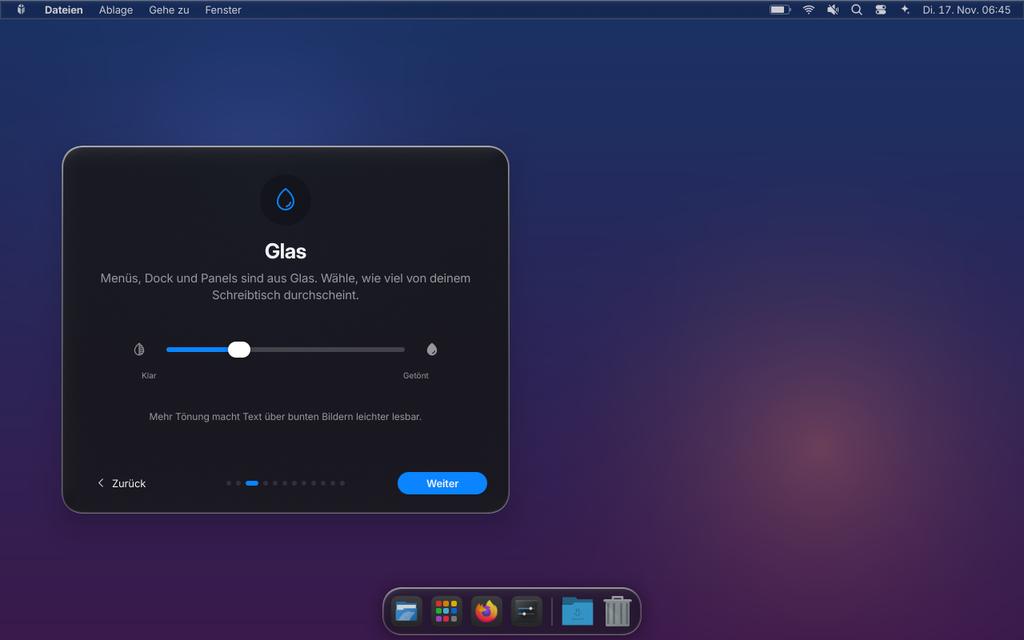 Dateien Ablage Gehe zu Fenster Di. 17. Nov. 06:45
Glas
Menüs, Dock und Panels sind aus Glas. Wähle, wie viel von deinem
Schreibtisch durchscheint.
Klar Getönt
Mehr Tönung macht Text über bunten Bildern leichter lesbar.
Zurück Weiter